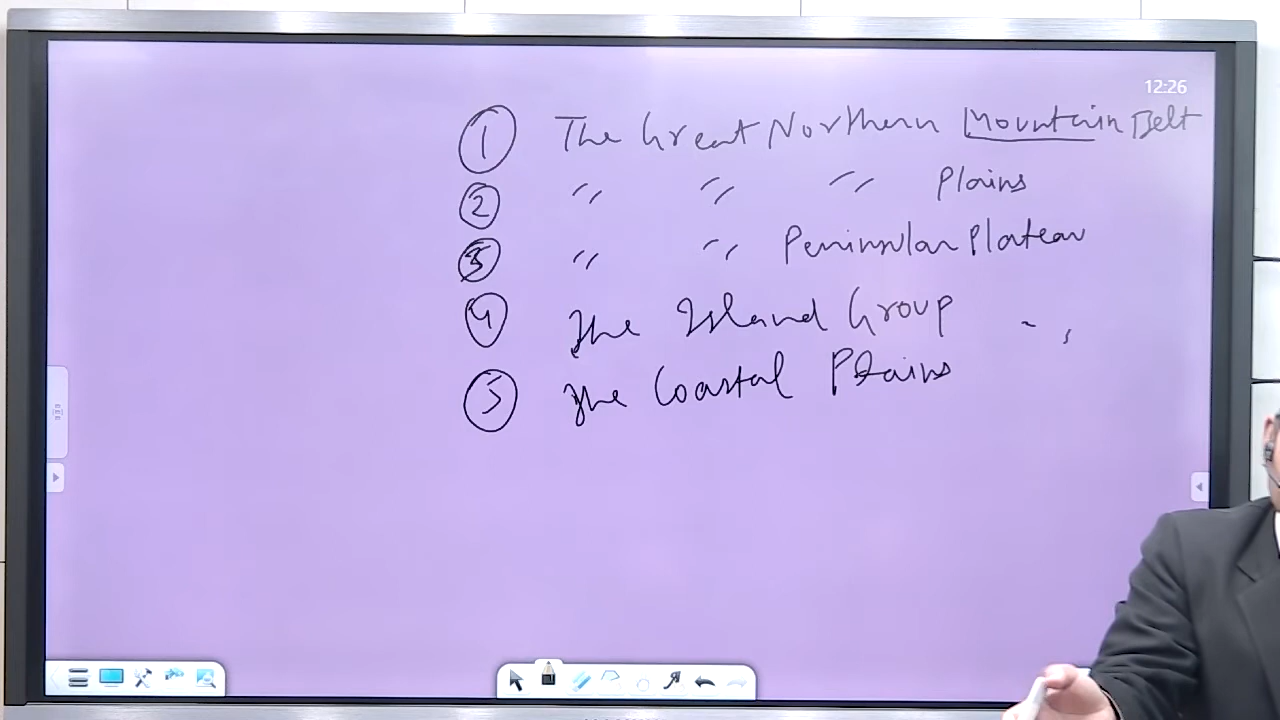 12:26
① The Great Northern Mountain Belt
② " " " Plains
③ " " Peninsular Plateau
④ The Island Group
⑤ The Coastal Plains